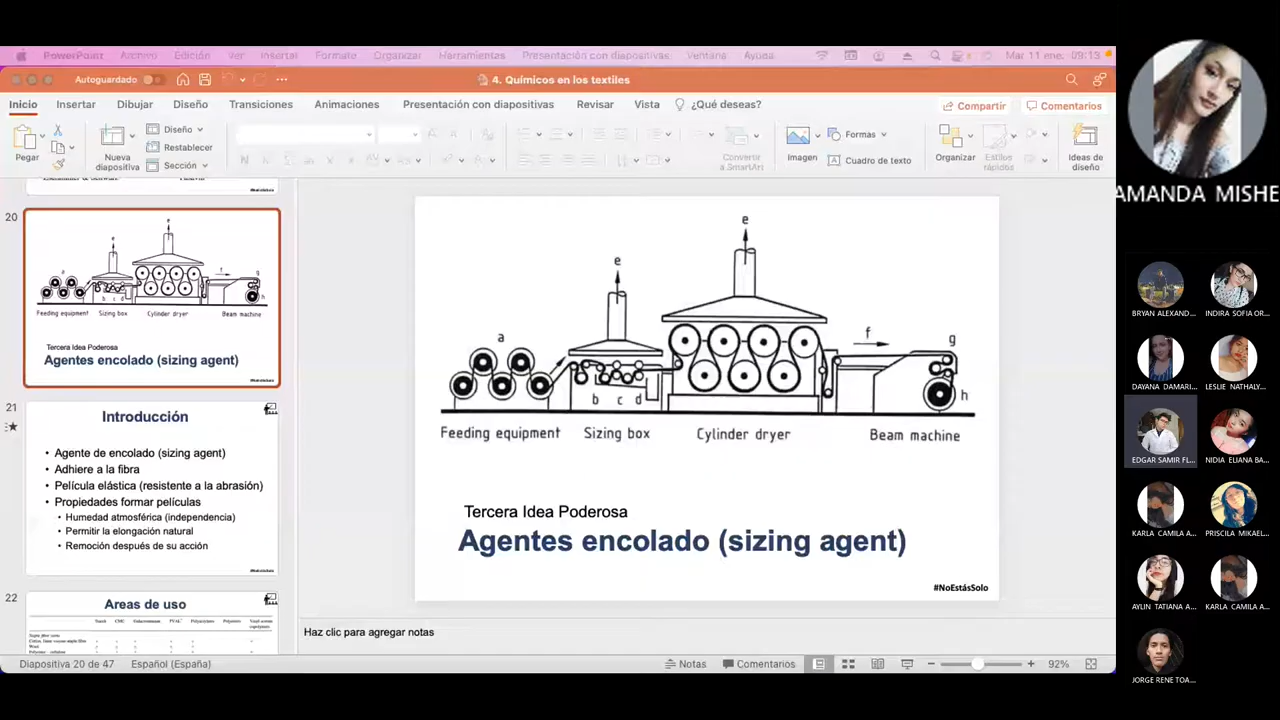 PowerPoint Archivo Edición Ver Insertar Formato Organizar Herramientas Presentación con diapositivas Ventana Ayuda Mar 11 ene. 09:13
Autoguardado 4. Químicos en los textiles
Inicio Insertar Dibujar Diseño Transiciones Animaciones Presentación con diapositivas Revisar Vista ¿Qué deseas? Compartir Comentarios
Pegar
Nueva diapositiva
Diseño
Restablecer
Sección
Convertir a SmartArt
Imagen
Formas
Cuadro de texto
Organizar
Estilos rápidos
Ideas de diseño
20
e
e
a
f
g
b c d
h
Feeding equipment Sizing box Cylinder dryer Beam machine
Tercera Idea Poderosa
Agentes encolado (sizing agent)
#NoEstásSolo
21
Introducción
• Agente de encolado (sizing agent)
• Adhiere a la fibra
• Película elástica (resistente a la abrasión)
• Propiedades formar películas
• Humedad atmosférica (independencia)
• Permitir la elongación natural
• Remoción después de su acción
#NoEstásSolo
22
Areas de uso
e
e
a
f
g
b c d
h
Feeding equipment Sizing box Cylinder dryer Beam machine
Tercera Idea Poderosa
Agentes encolado (sizing agent)
#NoEstásSolo
Haz clic para agregar notas
Diapositiva 20 de 47 Español (España) Notas Comentarios 92%
AMANDA MISHE
BRYAN ALEXAND... INDIRA SOFIA OR...
DAYANA DAMARI... LESLIE NATHALY...
EDGAR SAMIR FL... NIDIA ELIANA BA...
KARLA CAMILA A... PRISCILA MIKAEL...
AYLIN TATIANA A... KARLA CAMILA A...
JORGE RENE TOA...